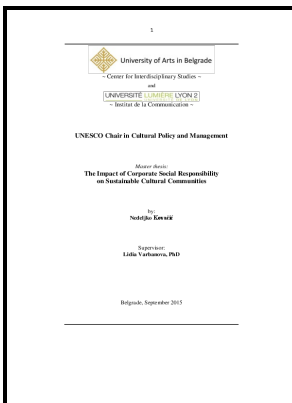 1
University of Arts in Belgrade
~ Center for Interdisciplinary Studies ~
and
UNIVERSITÉ LUMIÈRE LYON 2
~ Institut de la Communication ~
UNESCO Chair in Cultural Policy and Management
Master thesis:
The Impact of Corporate Social Responsibility
on Sustainable Cultural Communities
by:
Nedeljko Kovačić
Supervisor:
Lidia Varbanova, PhD
Belgrade, September 2015